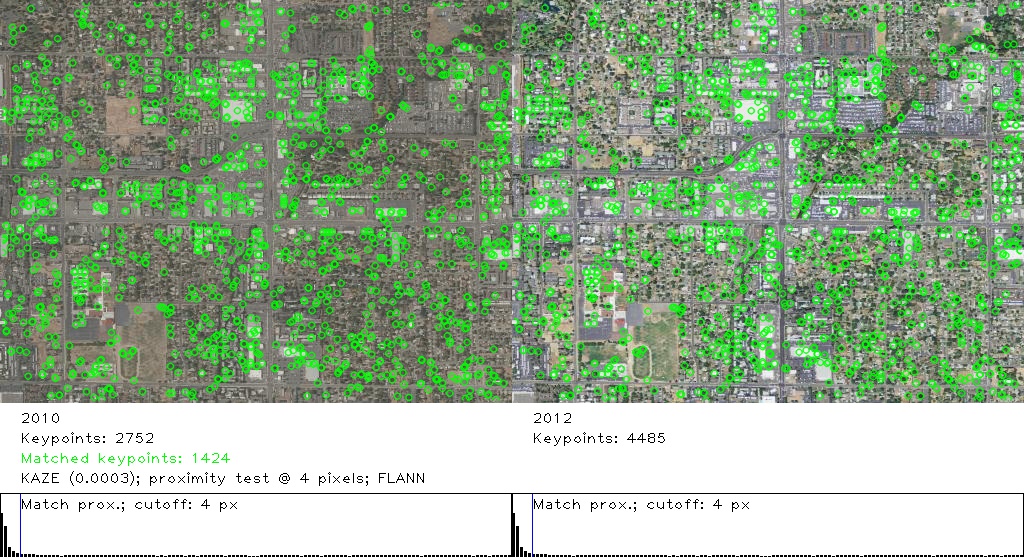 2010
Keypoints: 2752
Matched keypoints: 1424
KAZE (0.0003); proximity test @ 4 pixels; FLANN
2012
Keypoints: 4485
Match prox.; cutoff: 4 px
Match prox.; cutoff: 4 px